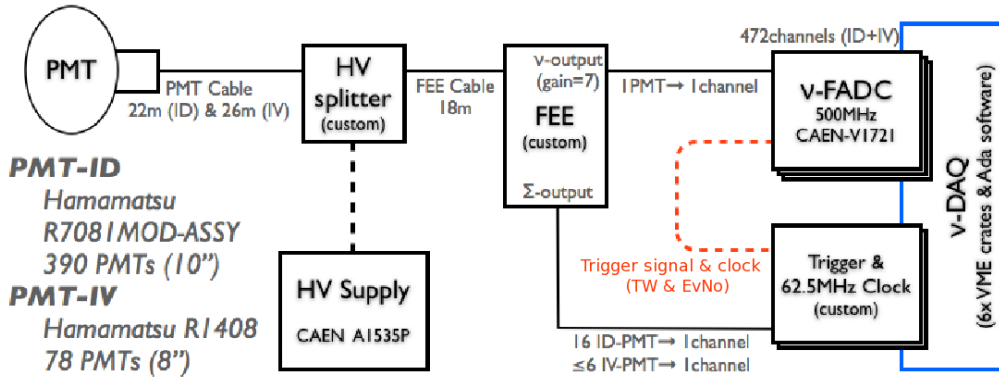 PMT
PMT Cable
22m (ID) & 26m (IV)
HV
splitter
(custom)
FEE Cable
18m
ν-output
(gain=7)
FEE
(custom)
Σ-output
472channels (ID+IV)
1PMT→ 1channel
ν-FADC
500MHz
CAEN-V1721
ν-DAQ
(6x VME crates & Ada software)
PMT-ID
Hamamatsu
R7081MOD-ASSY
390 PMTs (10”)
PMT-IV
Hamamatsu R1408
78 PMTs (8”)
HV Supply
CAEN A1535P
Trigger signal & clock
(TW & EvNo)
Trigger &
62.5MHz Clock
(custom)
16 ID-PMT→ 1channel
≤6 IV-PMT→ 1channel